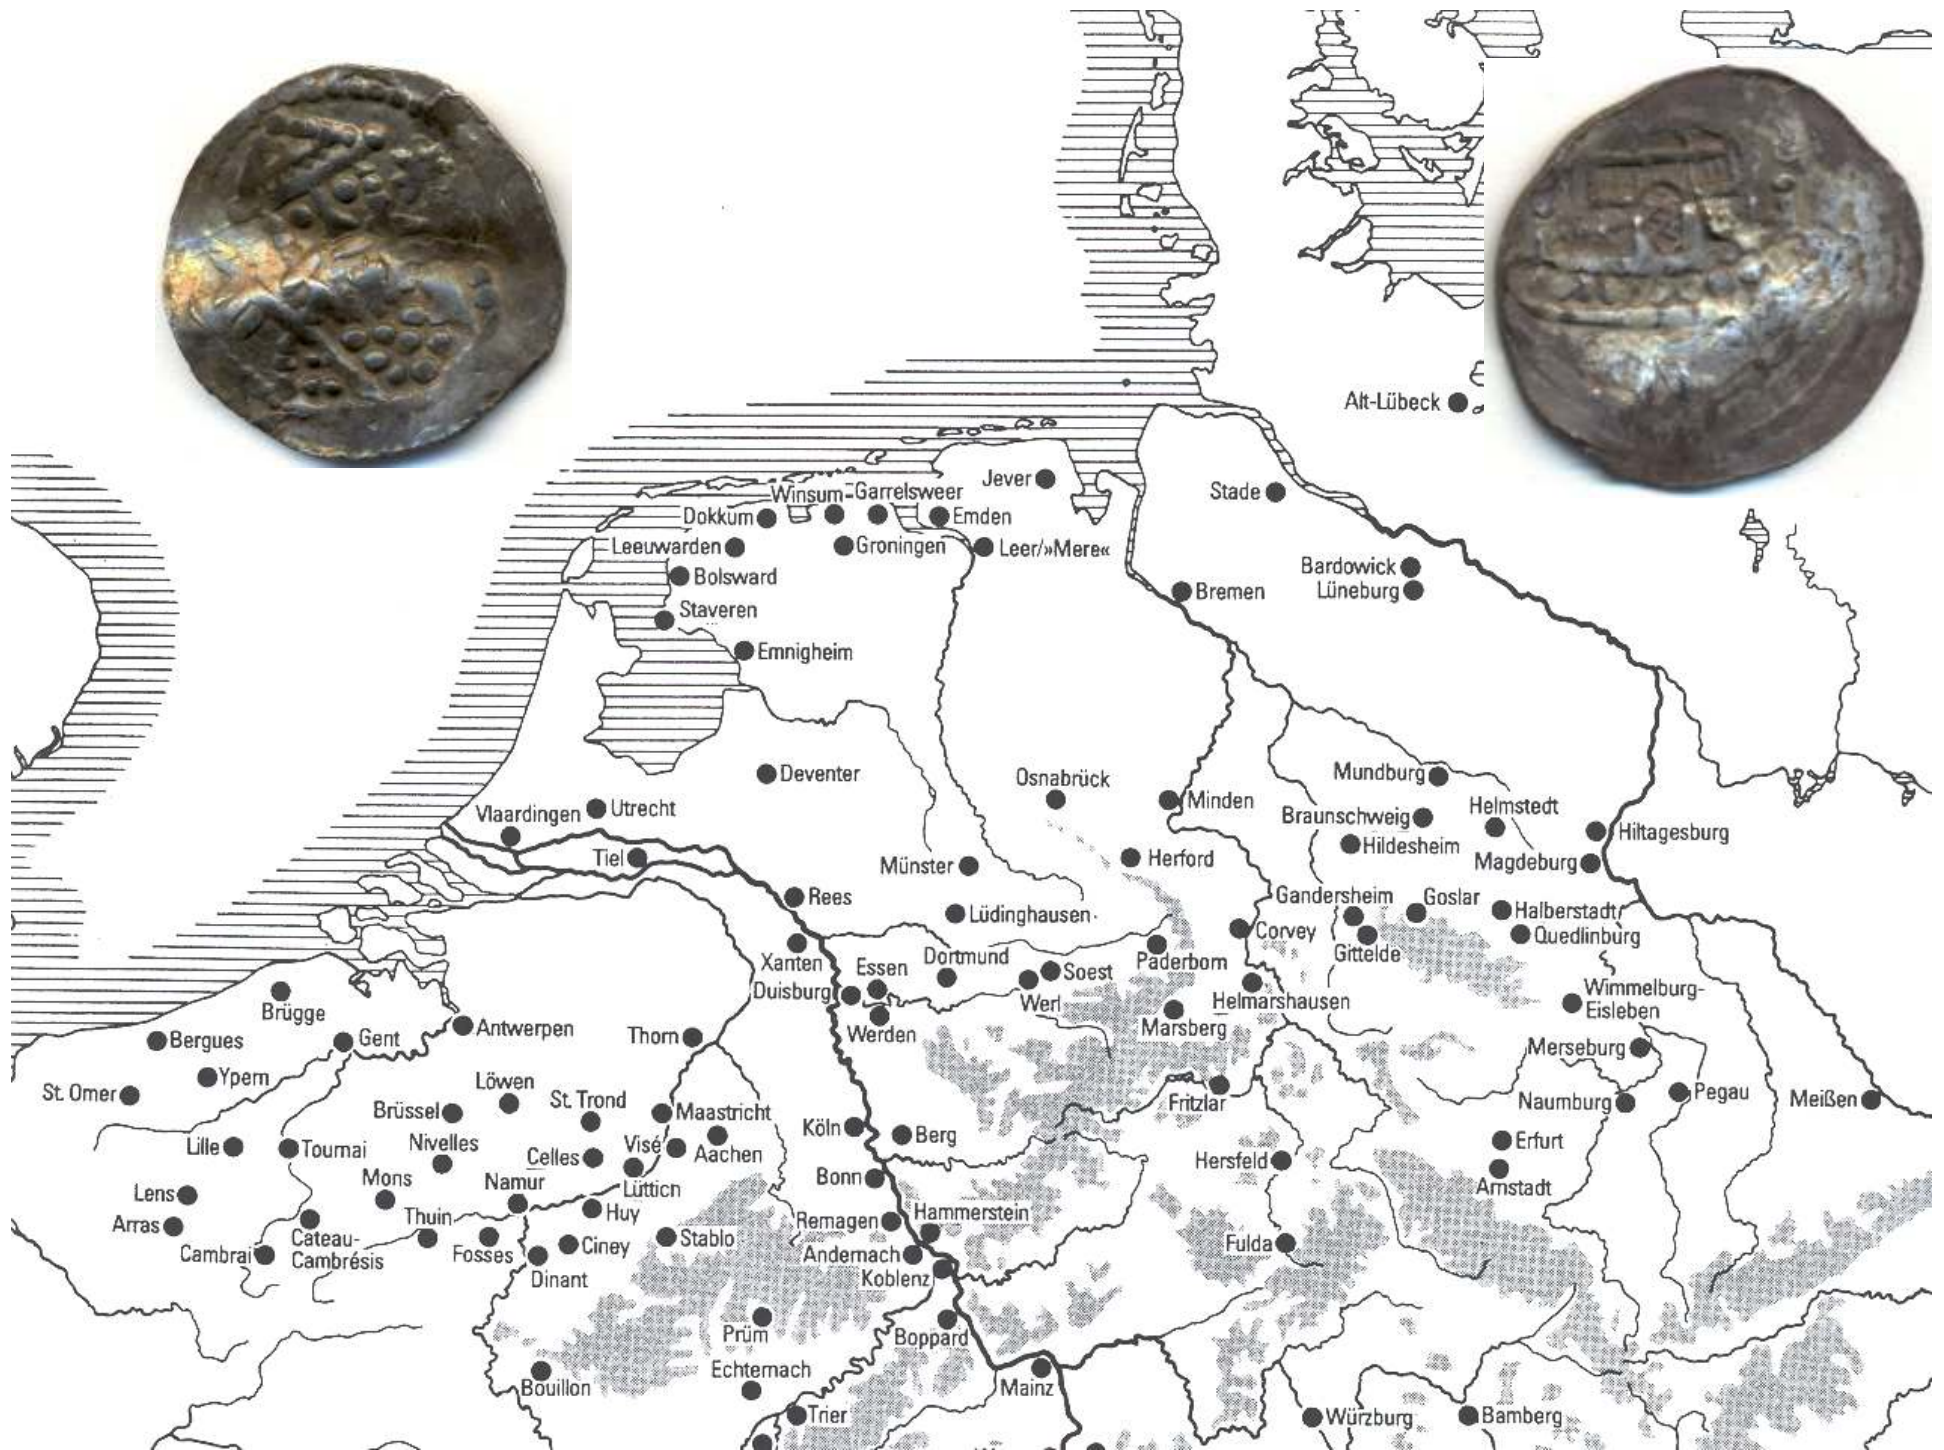 Alt-Lübeck
Jever
Stade
Winsum
Garrelsweer
Dokkum
Emden
Leeuwarden
Groningen
Leer/»Mere«
Bolsward
Bardowick
Lüneburg
Bremen
Staveren
Emnigheim
Deventer
Osnabrück
Mundburg
Vlaardingen
Utrecht
Minden
Helmstedt
Braunschweig
Hiltagesburg
Tiel
Münster
Herford
Hildesheim
Magdeburg
Rees
Lüdinghausen
Gandersheim
Goslar
Halberstadt
Corvey
Quedlinburg
Xanten
Essen
Dortmund
Paderborn
Gittelde
Duisburg
Soest
Werl
Helmarshausen
Wimmelburg-
Eisleben
Brügge
Werden
Marsberg
Bergues
Gent
Antwerpen
Thorn
Merseburg
Ypern
St. Omer
Löwen
St. Trond
Fritzlar
Naumburg
Pegau
Meißen
Brüssel
Maastricht
Köln
Berg
Lille
Tournai
Nivelles
Celles
Visé
Aachen
Erfurt
Hersfeld
Lens
Mons
Namur
Lüttich
Bonn
Arnstadt
Arras
Thuin
Huy
Remagen
Hammerstein
Cambrai
Cateau-
Cambrésis
Fosses
Ciney
Stablo
Andernach
Fulda
Dinant
Koblenz
Prüm
Boppard
Echternach
Bouillon
Mainz
Trier
Würzburg
Bamberg